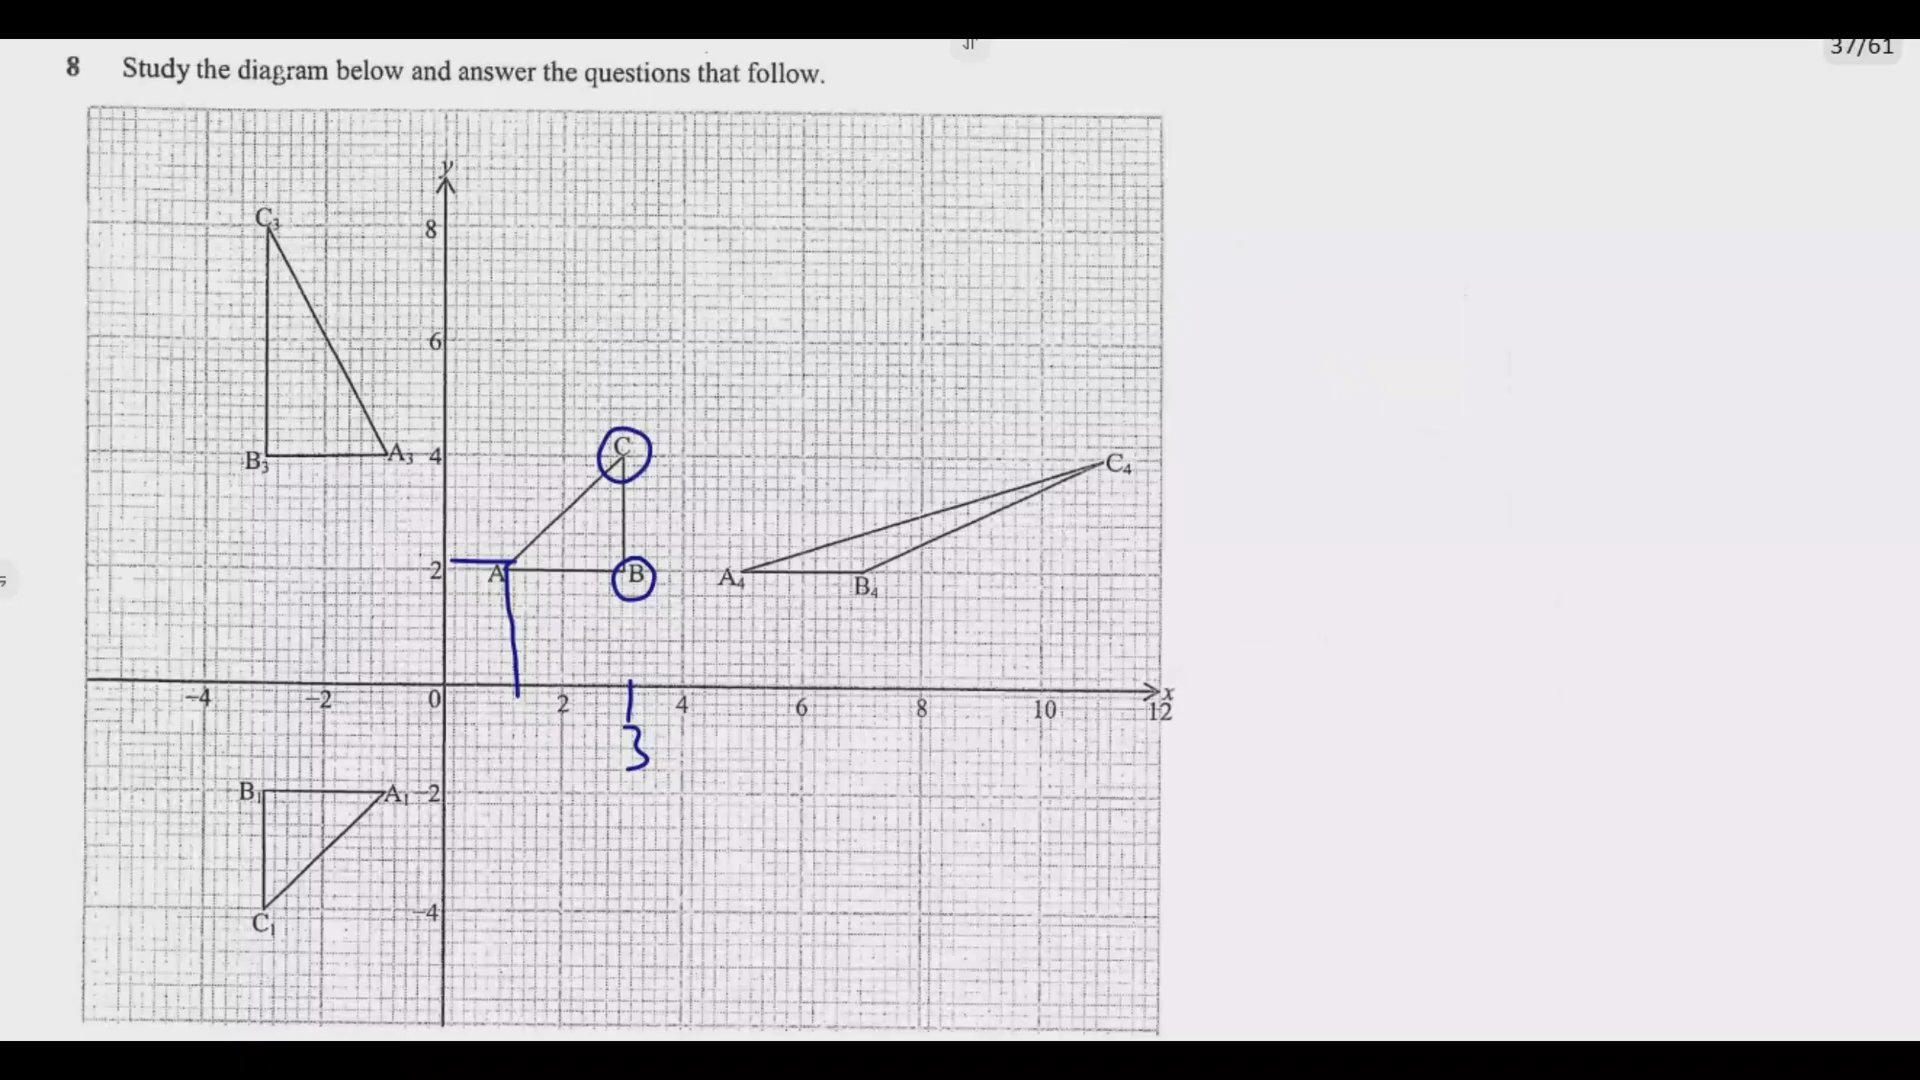 37/61
8 Study the diagram below and answer the questions that follow.
y
C₃
8
6
B₃ A₃ 4
C
C₄
2 A B A₄ B₄
–4 –2 0 2 4 6 8 10 12 x
3
B₁ A₁ –2
C₁ –4